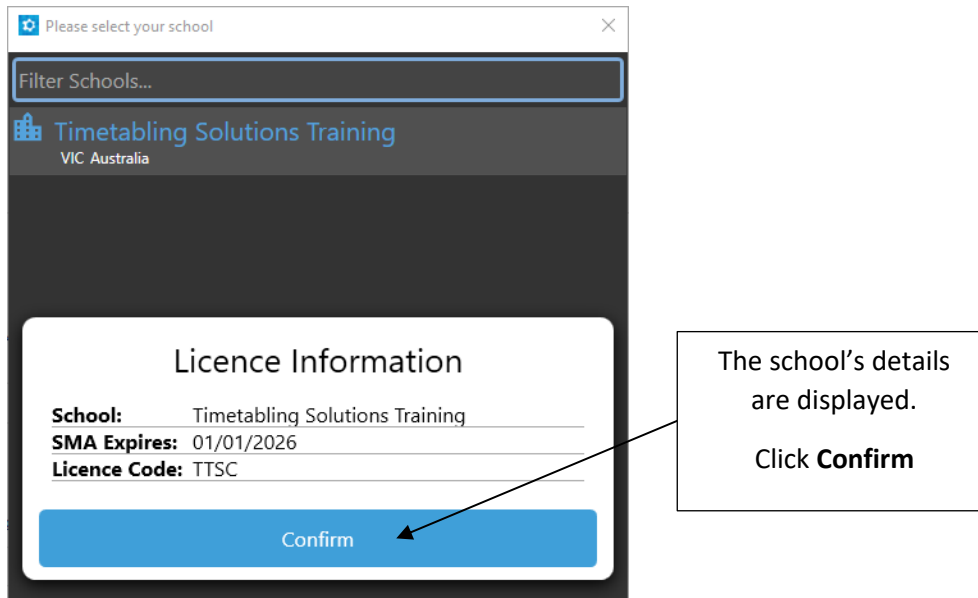 Please select your school
Filter Schools...
Timetabling Solutions Training
VIC Australia
Licence Information
School: Timetabling Solutions Training
SMA Expires: 01/01/2026
Licence Code: TTSC
Confirm
The school’s details
are displayed.
Click Confirm